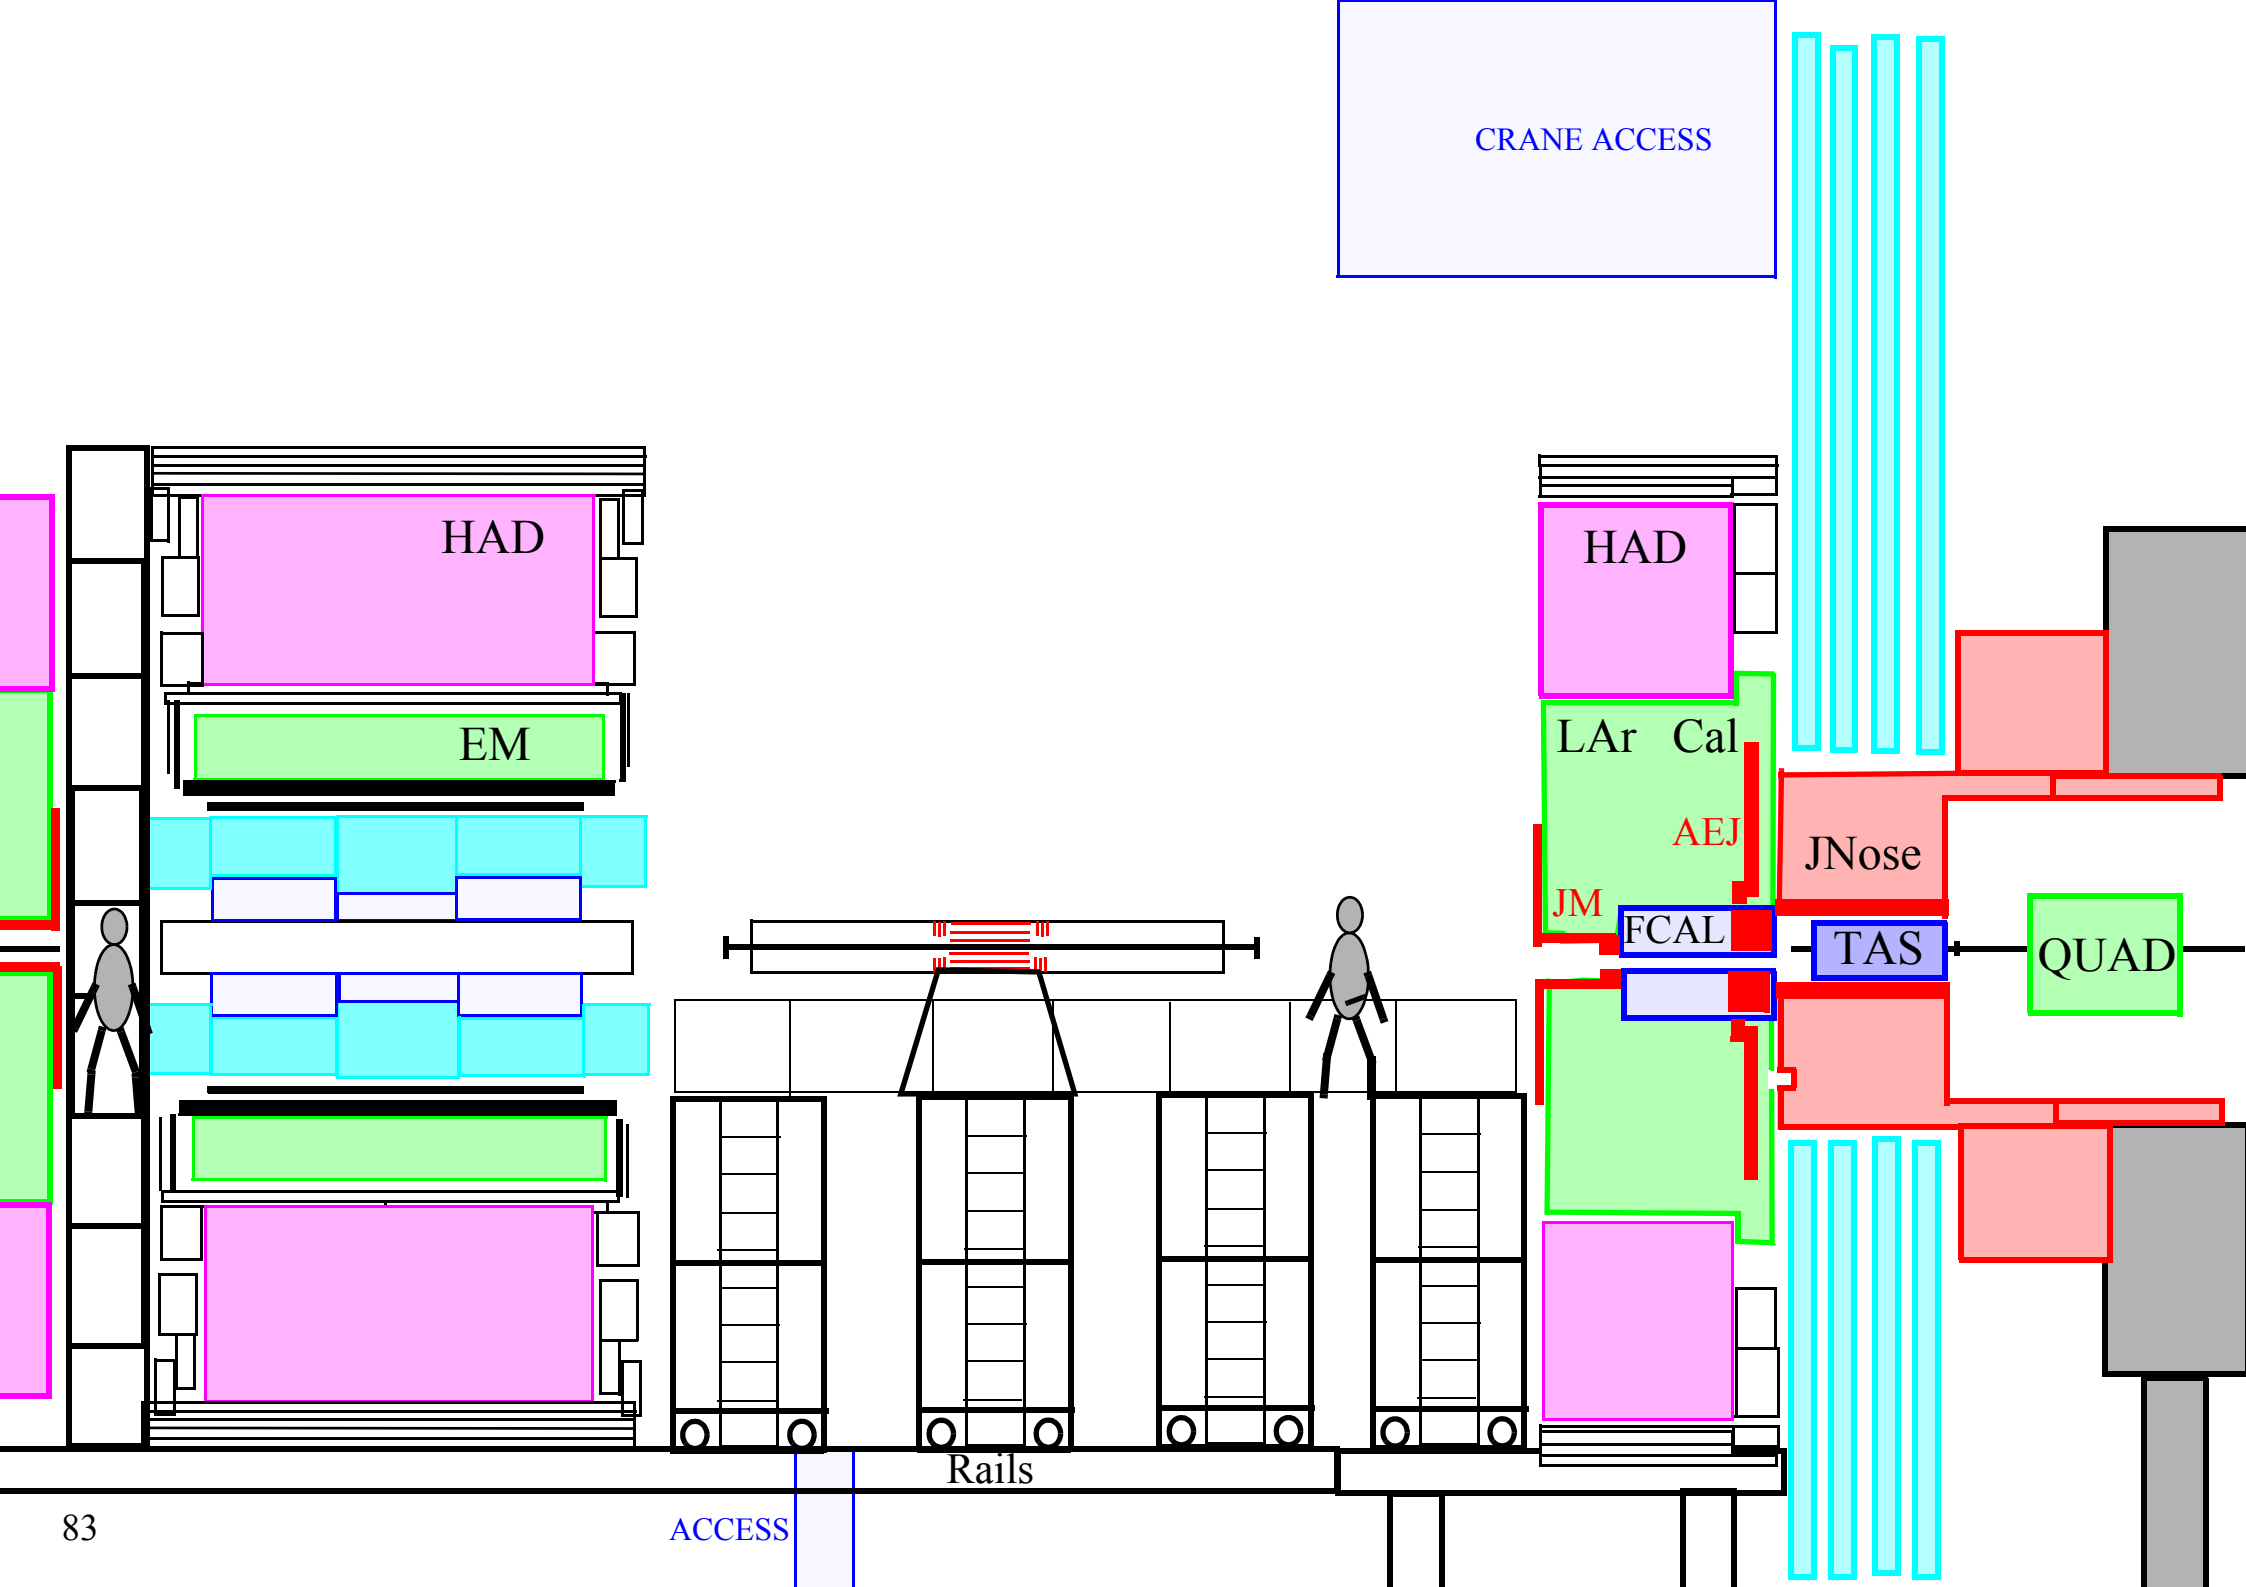 CRANE ACCESS
HAD
HAD
EM
LAr Cal
AEJ
JNose
JM
FCAL
TAS
QUAD
Rails
83
ACCESS